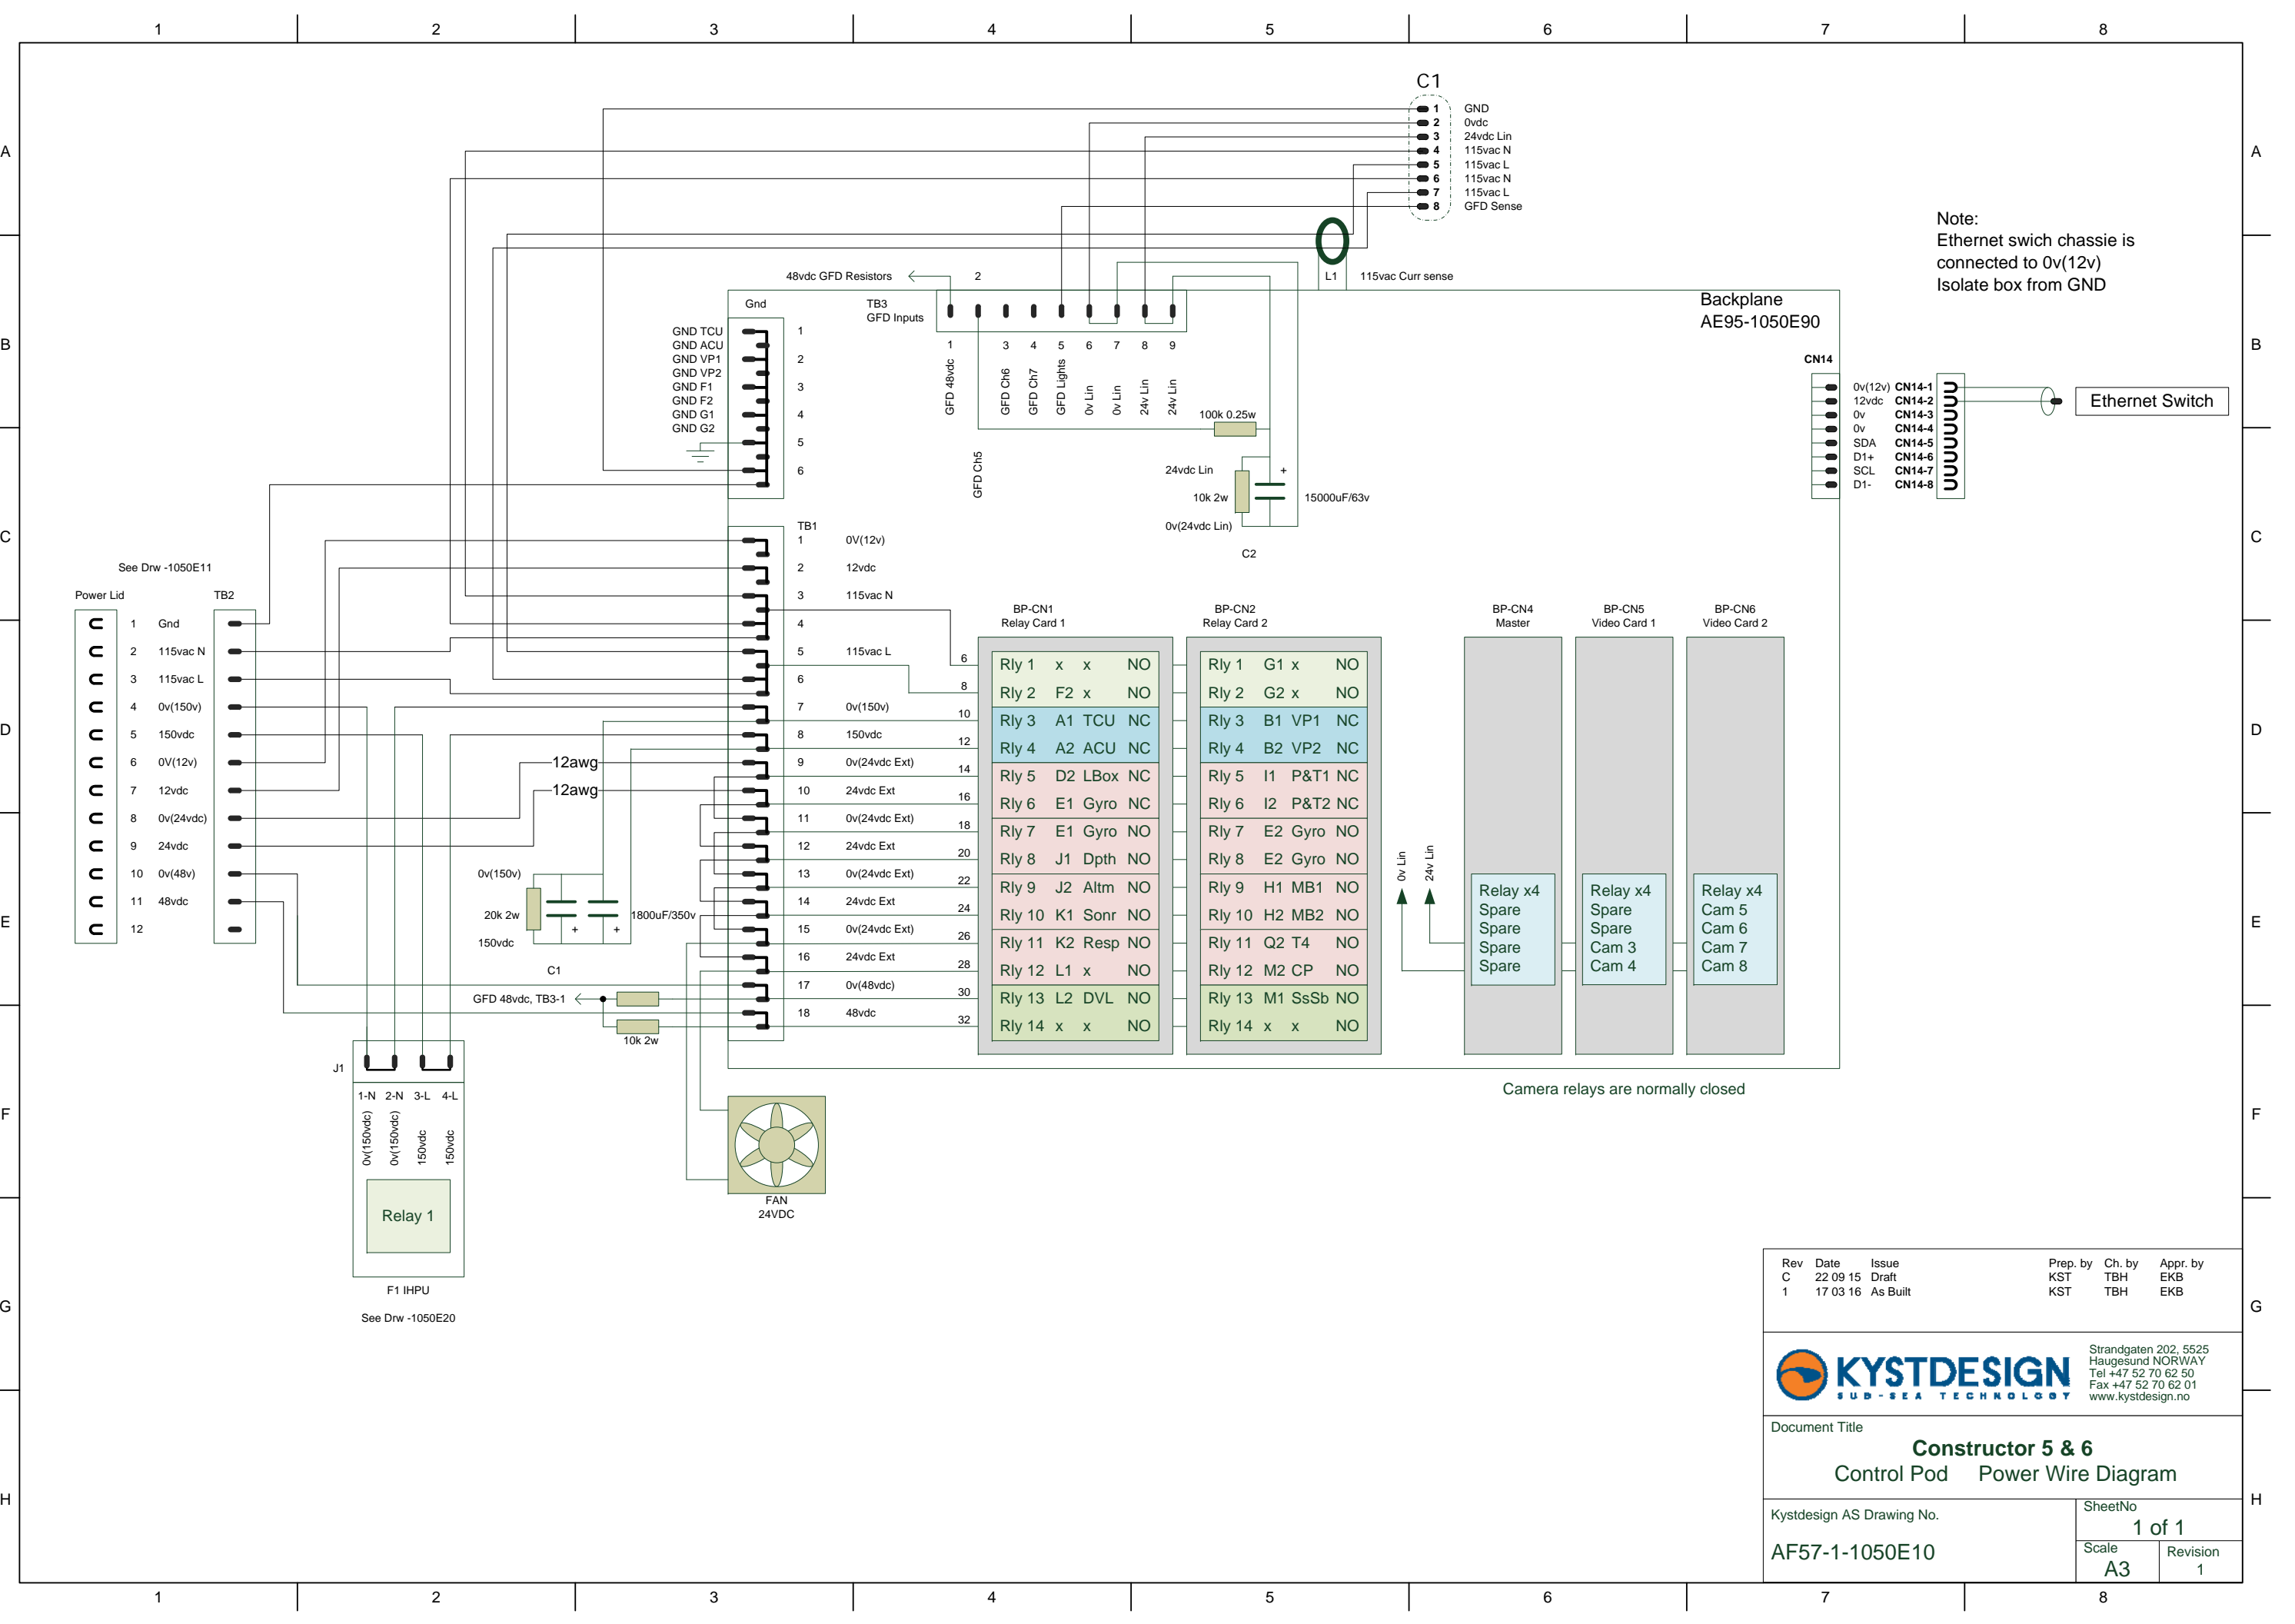 1 2 3 4 5 6 7 8
A
B
C
D
E
F
G
H
A
B
C
D
E
F
G
H
C1
1 GND
2 0vdc
3 24vdc Lin
4 115vac N
5 115vac L
6 115vac N
7 115vac L
8 GFD Sense
Note:
Ethernet swich chassie is
connected to 0v(12v)
Isolate box from GND
48vdc GFD Resistors
2
L1
115vac Curr sense
Backplane
AE95-1050E90
TB3
GFD Inputs
1 3 4 5 6 7 8 9
GFD 48vdc
GFD Ch5
GFD Ch6
GFD Ch7
GFD Lights
0v Lin
0v Lin
24v Lin
24v Lin
Gnd
GND TCU 1
GND ACU
GND VP1 2
GND VP2
GND F1 3
GND F2
GND G1 4
GND G2
5
6
100k 0.25w
24vdc Lin
+
10k 2w
15000uF/63v
0v(24vdc Lin)
C2
CN14
0v(12v) CN14-1
12vdc CN14-2
0v CN14-3
0v CN14-4
SDA CN14-5
D1+ CN14-6
SCL CN14-7
D1- CN14-8
Ethernet Switch
See Drw -1050E11
Power Lid
TB2
1 Gnd
2 115vac N
3 115vac L
4 0v(150v)
5 150vdc
6 0V(12v)
7 12vdc
8 0v(24vdc)
9 24vdc
10 0v(48v)
11 48vdc
12
TB1
1 0V(12v)
2 12vdc
3 115vac N
4
5 115vac L
6
7 0v(150v)
8 150vdc
9 0v(24vdc Ext)
10 24vdc Ext
11 0v(24vdc Ext)
12 24vdc Ext
13 0v(24vdc Ext)
14 24vdc Ext
15 0v(24vdc Ext)
16 24vdc Ext
17 0v(48vdc)
18 48vdc
12awg
12awg
0v(150v)
20k 2w
1800uF/350v
+ +
150vdc
C1
GFD 48vdc, TB3-1
10k 2w
6
8
10
12
14
16
18
20
22
24
26
28
30
32
BP-CN1
Relay Card 1
Rly 1 x x NO
Rly 2 F2 x NO
Rly 3 A1 TCU NC
Rly 4 A2 ACU NC
Rly 5 D2 LBox NC
Rly 6 E1 Gyro NC
Rly 7 E1 Gyro NO
Rly 8 J1 Dpth NO
Rly 9 J2 Altm NO
Rly 10 K1 Sonr NO
Rly 11 K2 Resp NO
Rly 12 L1 x NO
Rly 13 L2 DVL NO
Rly 14 x x NO
BP-CN2
Relay Card 2
Rly 1 G1 x NO
Rly 2 G2 x NO
Rly 3 B1 VP1 NC
Rly 4 B2 VP2 NC
Rly 5 I1 P&T1 NC
Rly 6 I2 P&T2 NC
Rly 7 E2 Gyro NO
Rly 8 E2 Gyro NO
Rly 9 H1 MB1 NO
Rly 10 H2 MB2 NO
Rly 11 Q2 T4 NO
Rly 12 M2 CP NO
Rly 13 M1 SsSb NO
Rly 14 x x NO
0v Lin
24v Lin
BP-CN4
Master
Relay x4
Spare
Spare
Spare
Spare
BP-CN5
Video Card 1
Relay x4
Spare
Spare
Cam 3
Cam 4
BP-CN6
Video Card 2
Relay x4
Cam 5
Cam 6
Cam 7
Cam 8
Camera relays are normally closed
J1
1-N 2-N 3-L 4-L
0v(150vdc)
0v(150vdc)
150vdc
150vdc
Relay 1
F1 IHPU
See Drw -1050E20
FAN
24VDC
Rev Date Issue Prep. by Ch. by Appr. by
C 22 09 15 Draft KST TBH EKB
1 17 03 16 As Built KST TBH EKB
KYSTDESIGN
SUB-SEA TECHNOLOGY
Strandgaten 202, 5525
Haugesund NORWAY
Tel +47 52 70 62 50
Fax +47 52 70 62 01
www.kystdesign.no
Document Title
Constructor 5 & 6
Control Pod Power Wire Diagram
Kystdesign AS Drawing No.
AF57-1-1050E10
SheetNo
1 of 1
Scale
A3
Revision
1
1 2 3 4 5 6 7 8